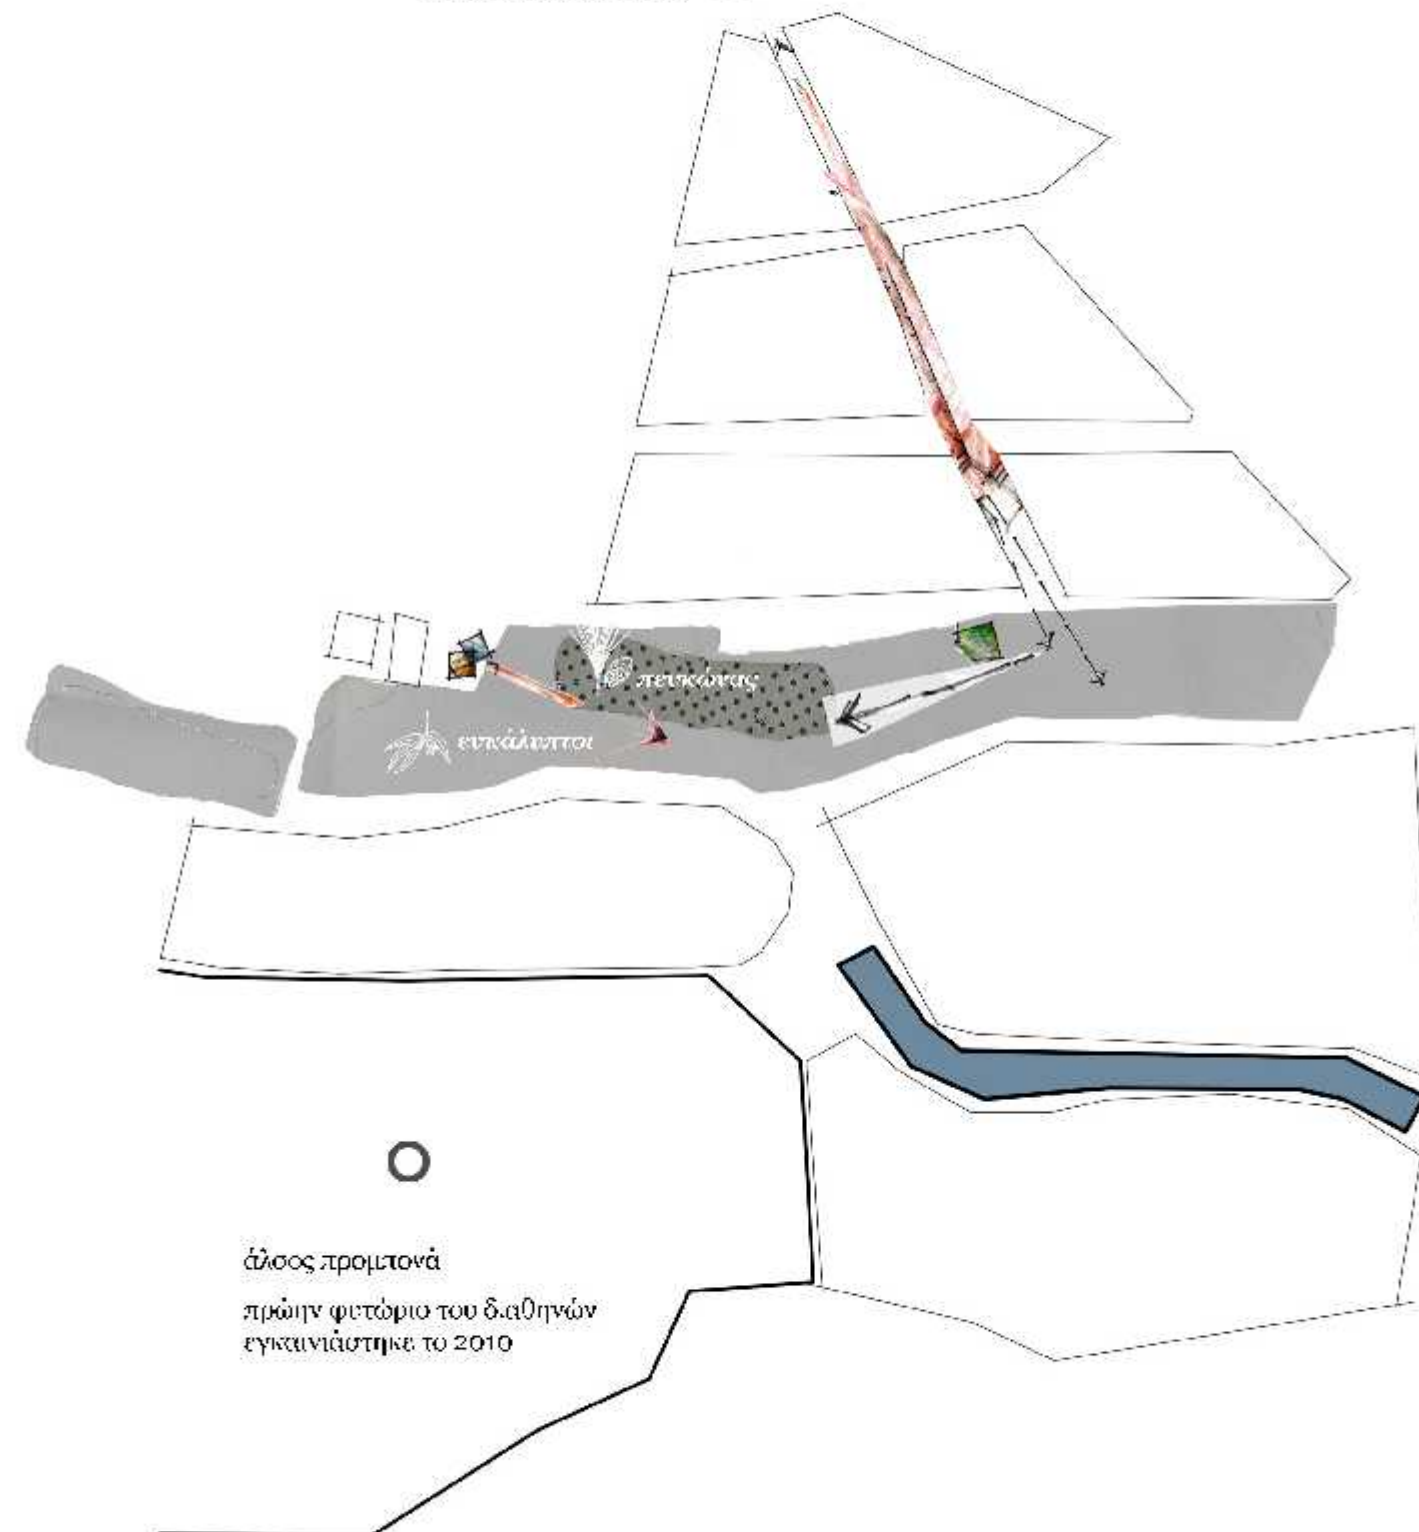 πευκώνας
ευκάλυπτοι
άλσος προμπονά
πρώην φυτώριο του δ.αθηνών
εγκαινιάστηκε το 2010